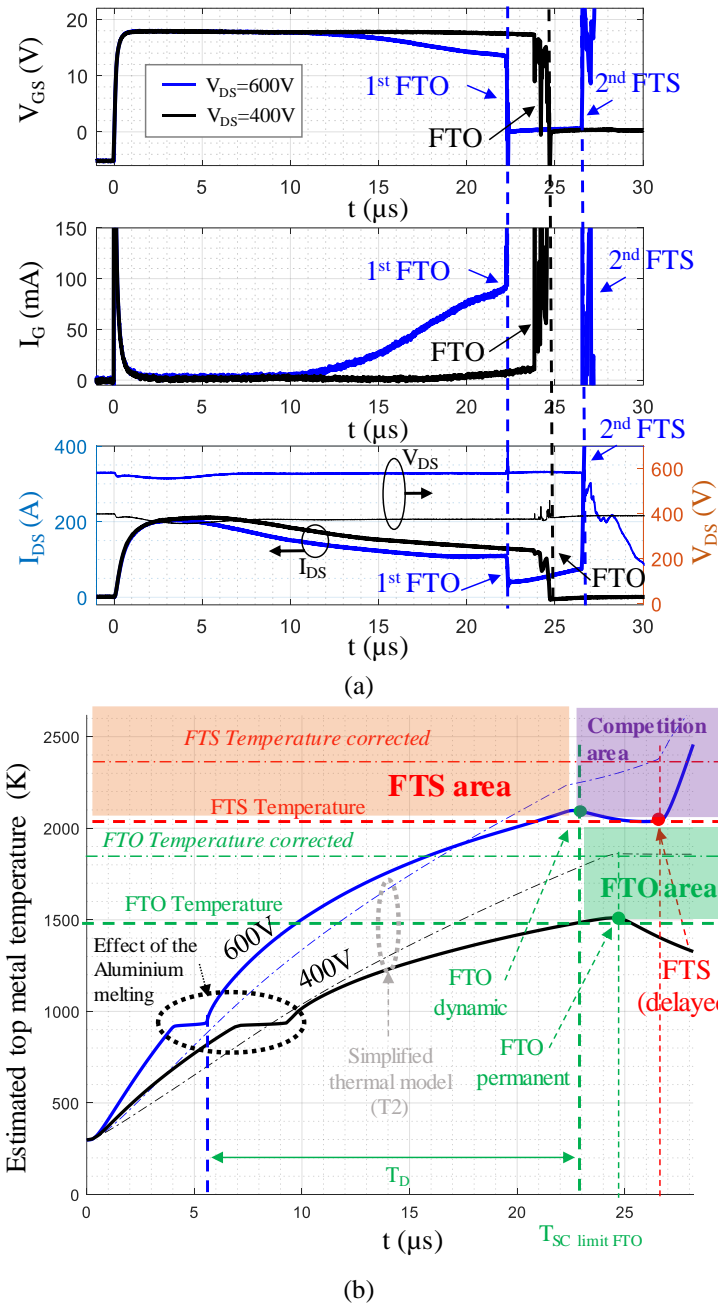 20
10
0
V_GS (V)
V_DS=600V
V_DS=400V
1st FTO
FTO
2nd FTS
0 5 10 15 20 25 30
t (µs)
150
100
50
0
I_G (mA)
1st FTO
FTO
2nd FTS
0 5 10 15 20 25 30
t (µs)
400
200
0
I_DS (A)
V_DS
I_DS
2nd FTS
1st FTO
FTO
600
400
200
0
V_DS (V)
0 5 10 15 20 25 30
t (µs)
(a)
Estimated top metal temperature (K)
2500
2000
1500
1000
500
0
FTS Temperature corrected
Competition
area
FTS area
FTS Temperature
FTO Temperature corrected
FTO area
FTO Temperature
Effect of the
Aluminium
melting
600V
400V
FTO
dynamic
FTS
(delayed
FTO
permanent
Simplified
thermal model
(T2)
T_D
0 5 10 15 20 25
t (µs)
T_SC limit FTO
(b)